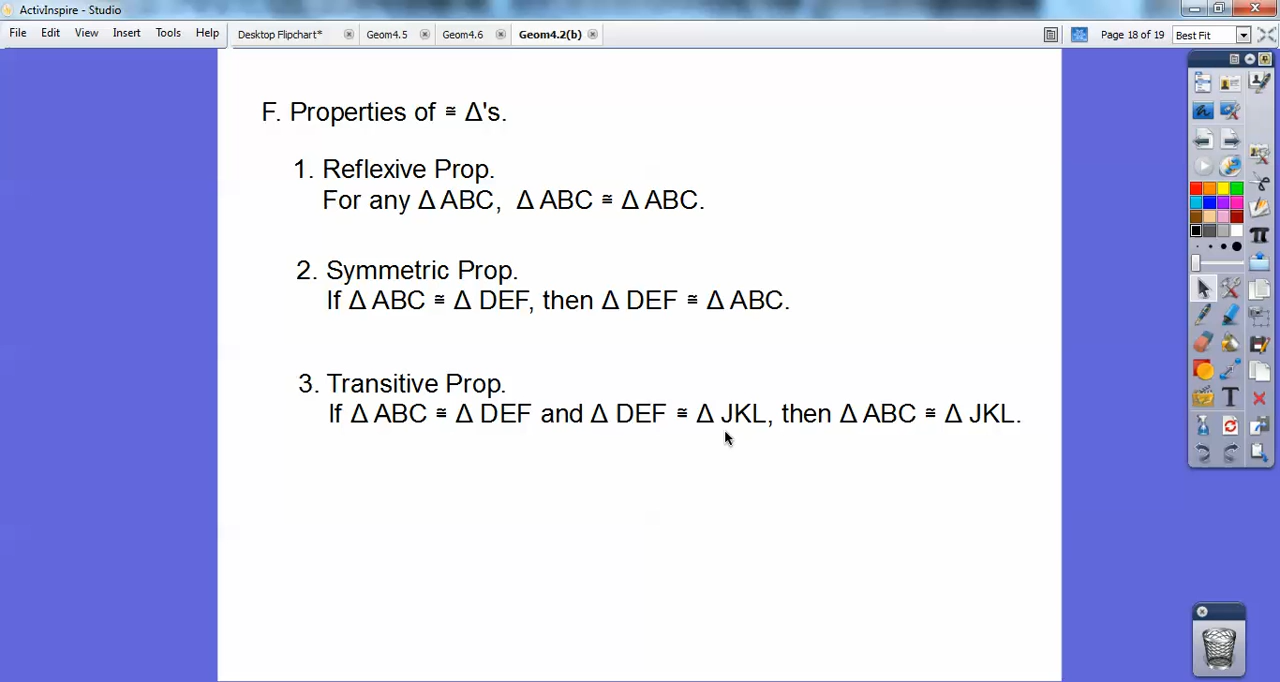 ActivInspire - Studio
File Edit View Insert Tools Help Desktop Flipchart* Geom4.5 Geom4.6 Geom4.2(b) Page 18 of 19 Best Fit
F. Properties of ≅ Δ's.
1. Reflexive Prop.
For any Δ ABC, Δ ABC ≅ Δ ABC.
2. Symmetric Prop.
If Δ ABC ≅ Δ DEF, then Δ DEF ≅ Δ ABC.
3. Transitive Prop.
If Δ ABC ≅ Δ DEF and Δ DEF ≅ Δ JKL, then Δ ABC ≅ Δ JKL.